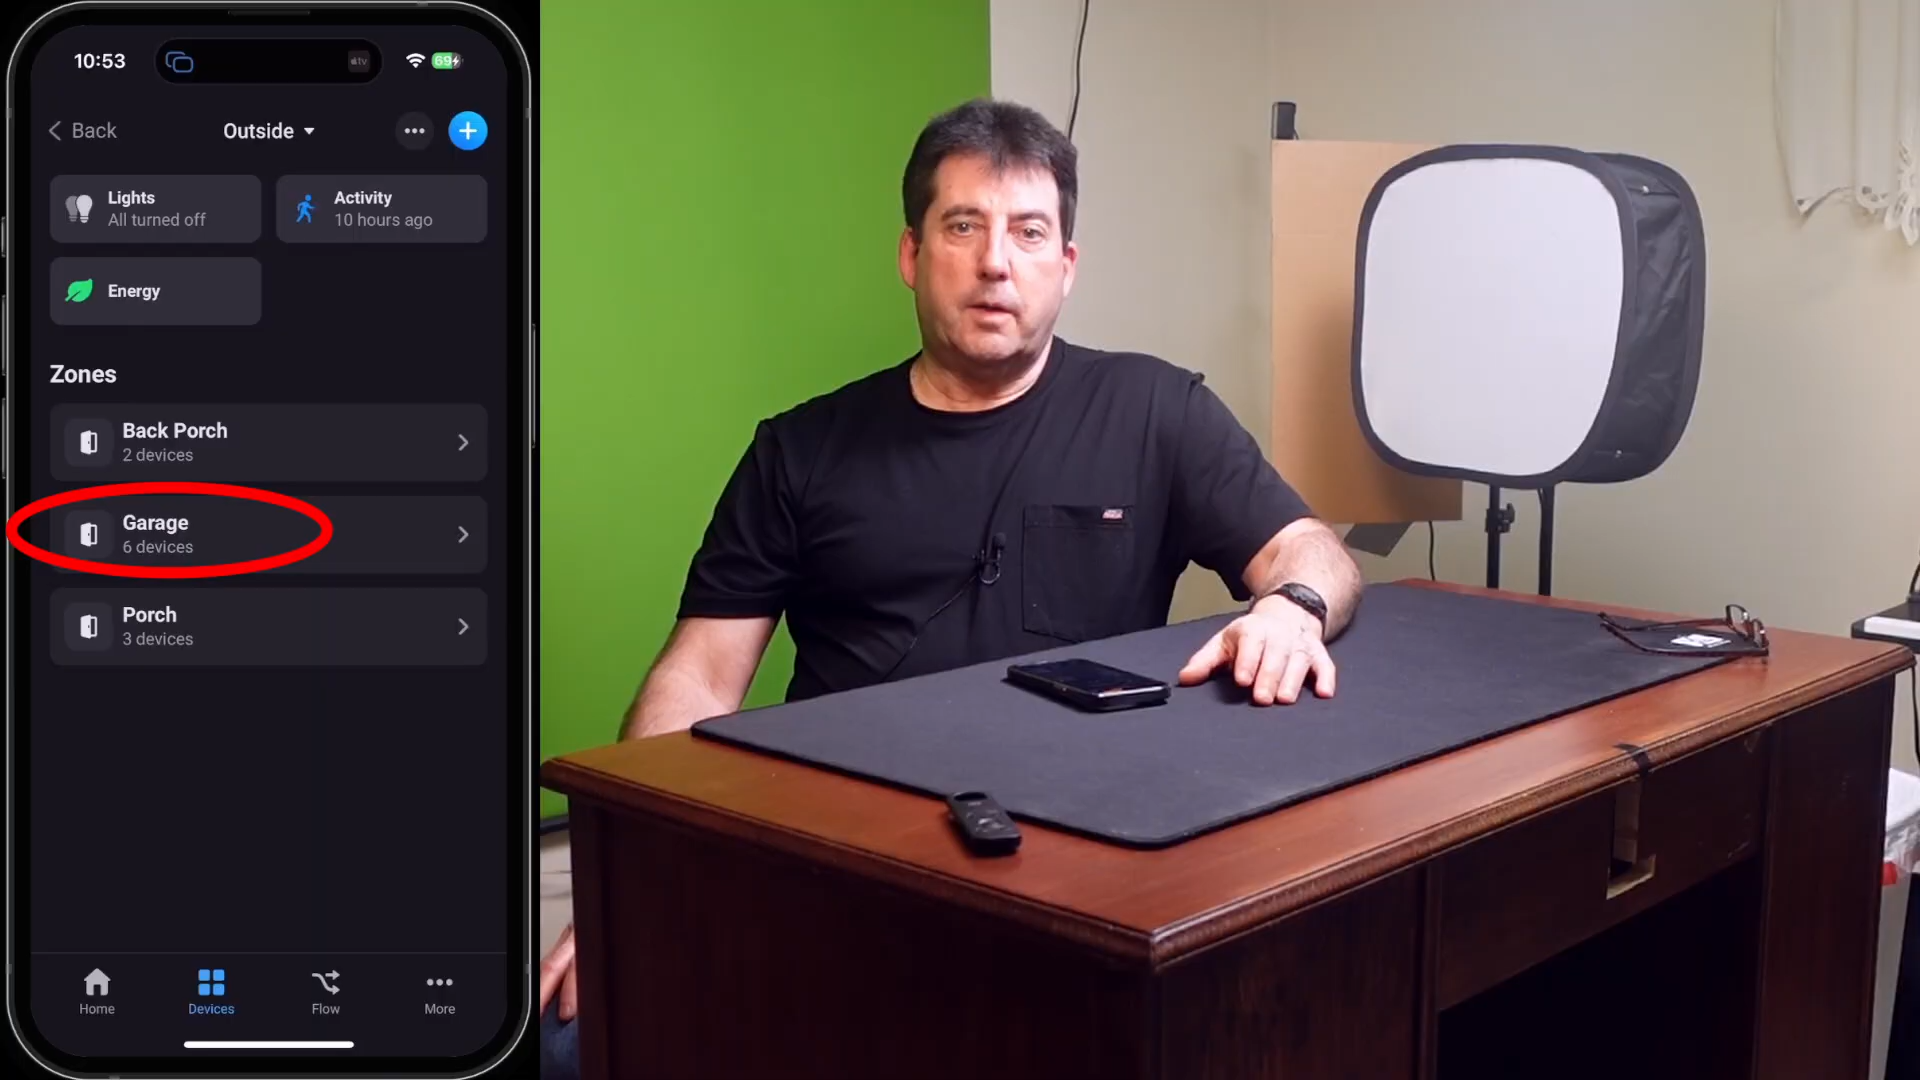 10:53
tv
69
Back
Outside
Lights
All turned off
Activity
10 hours ago
Energy
Zones
Back Porch
2 devices
Garage
6 devices
Porch
3 devices
Home
Devices
Flow
More